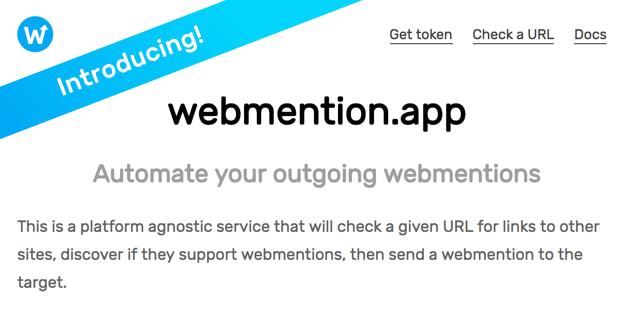 w
Get token Check a URL Docs
Introducing!
webmention.app
Automate your outgoing webmentions
This is a platform agnostic service that will check a given URL for links to other
sites, discover if they support webmentions, then send a webmention to the
target.